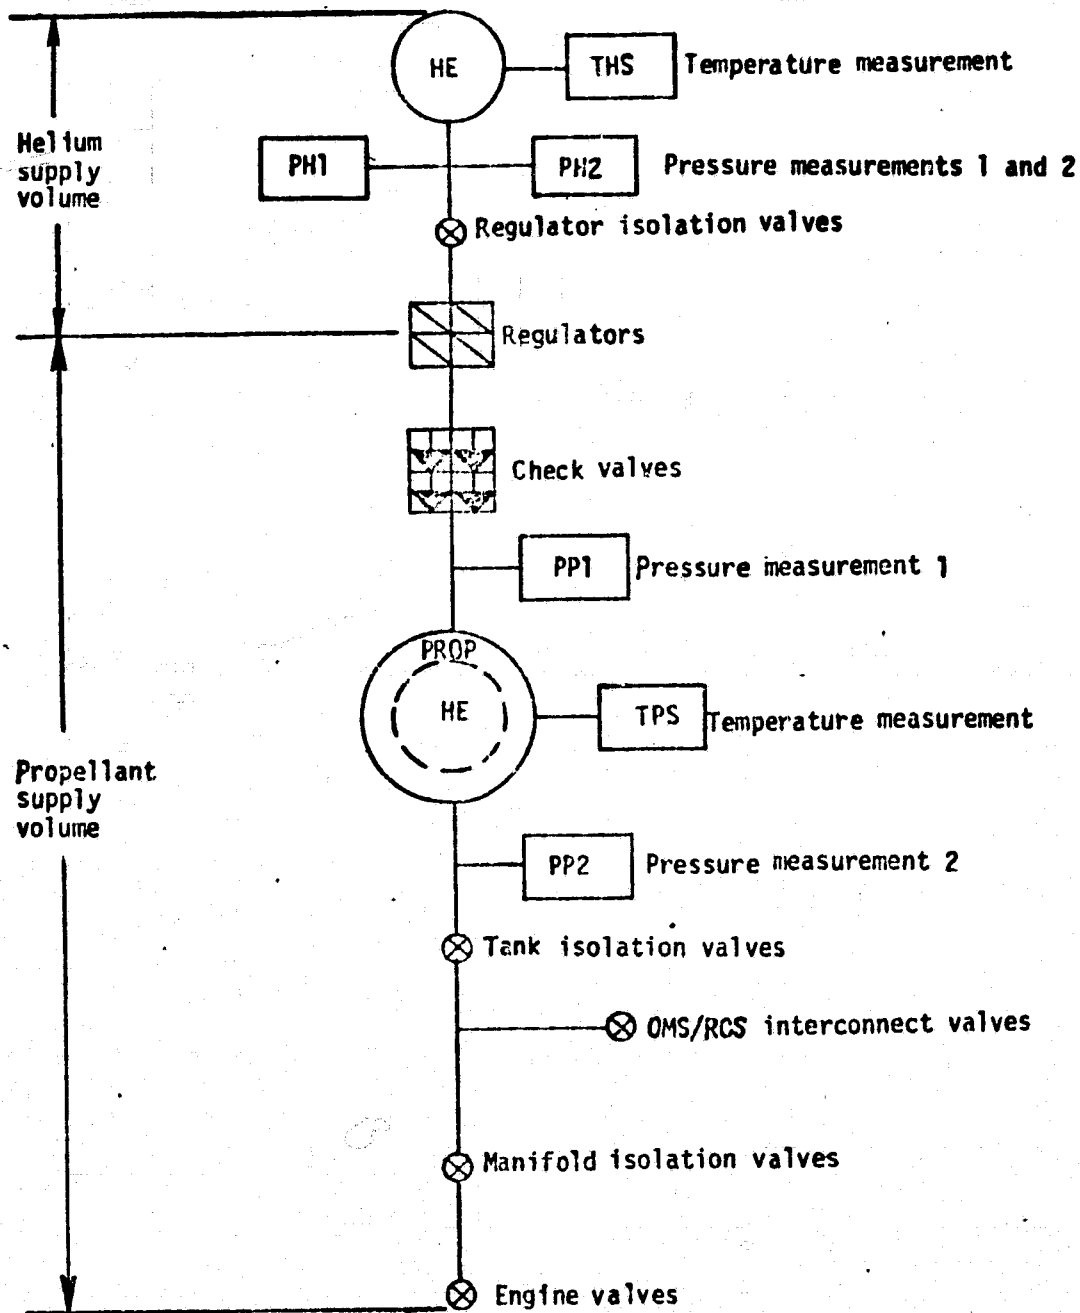 HE
THS
Temperature measurement
Helium
supply
volume
PH1
PH2
Pressure measurements 1 and 2
Regulator isolation valves
Regulators
Check valves
PP1
Pressure measurement 1
PROP
HE
TPS
Temperature measurement
Propellant
supply
volume
PP2
Pressure measurement 2
Tank isolation valves
OMS/RCS interconnect valves
Manifold isolation valves
Engine valves